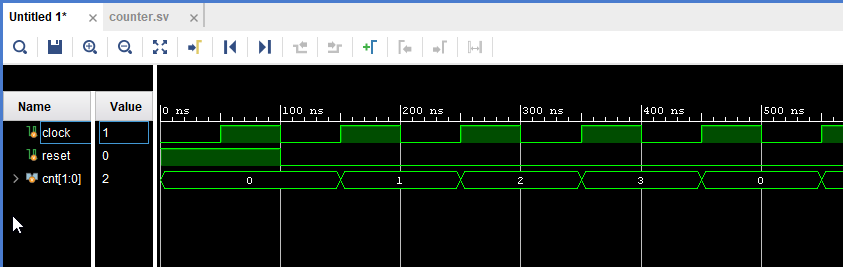 Untitled 1* counter.sv
Name Value
0 ns 100 ns 200 ns 300 ns 400 ns 500 ns
clock 1
reset 0
cnt[1:0] 2 0 1 2 3 0